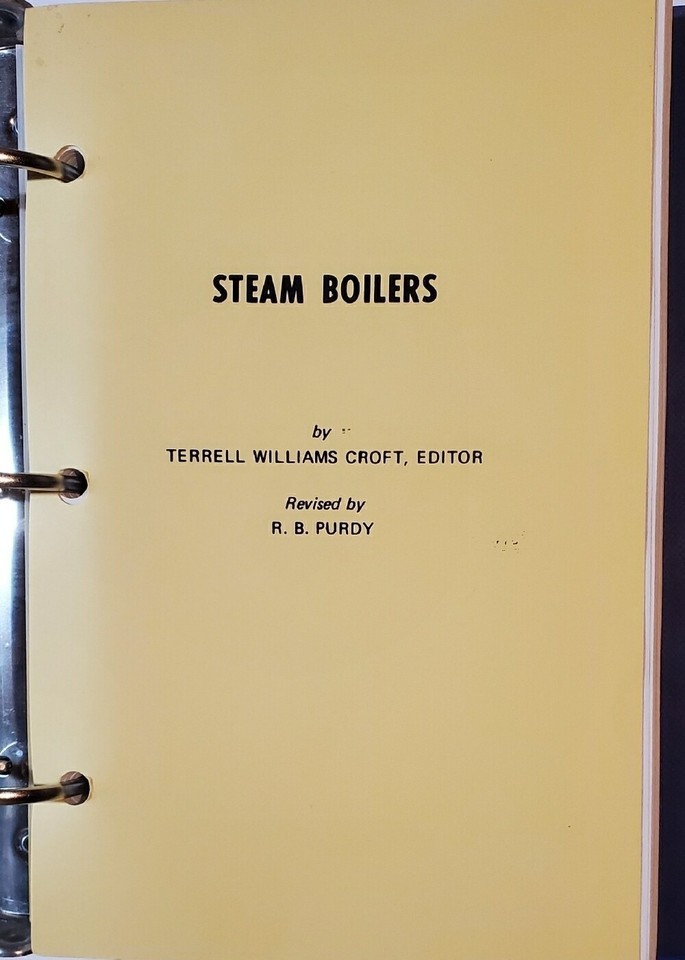 STEAM BOILERS
by
TERRELL WILLIAMS CROFT, EDITOR
Revised by
R. B. PURDY